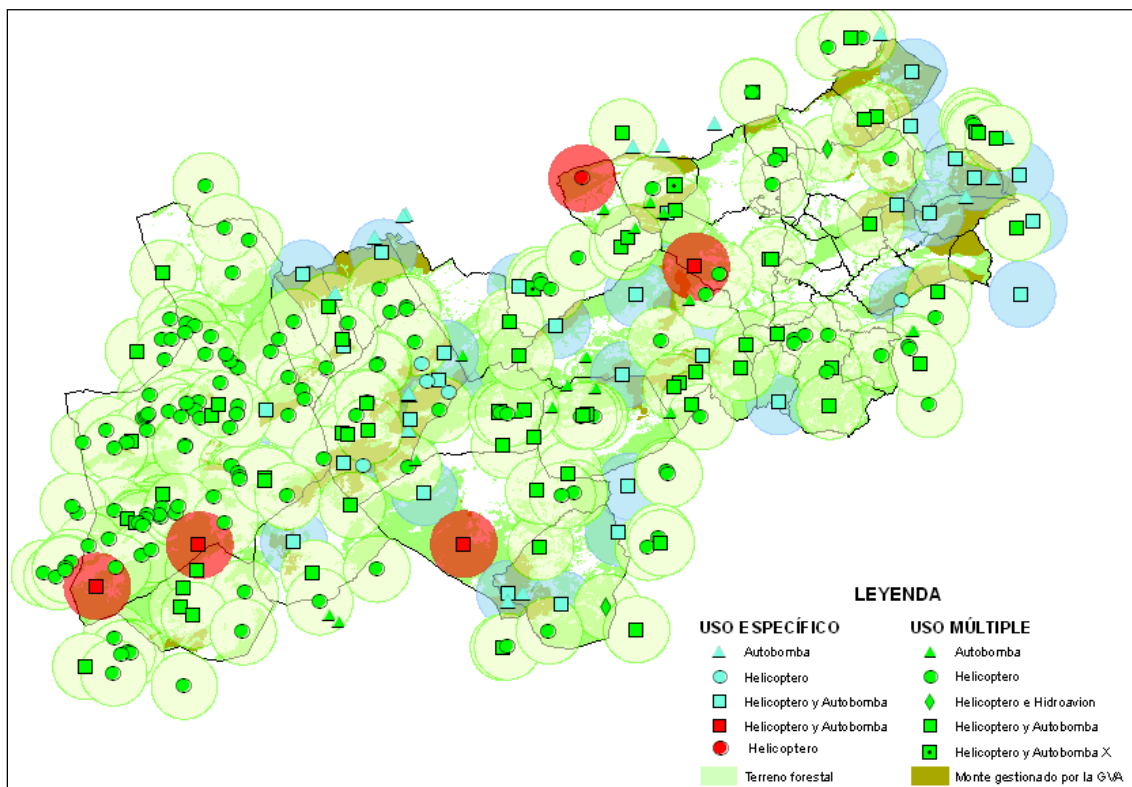 LEYENDA
USO ESPECÍFICO
Autobomba
Helicoptero
Helicoptero y Autobomba
Helicoptero y Autobomba
Helicoptero
Terreno forestal
USO MÚLTIPLE
Autobomba
Helicoptero
Helicoptero e Hidroavion
Helicoptero y Autobomba
Helicoptero y Autobomba X
Monte gestionado por la GVA